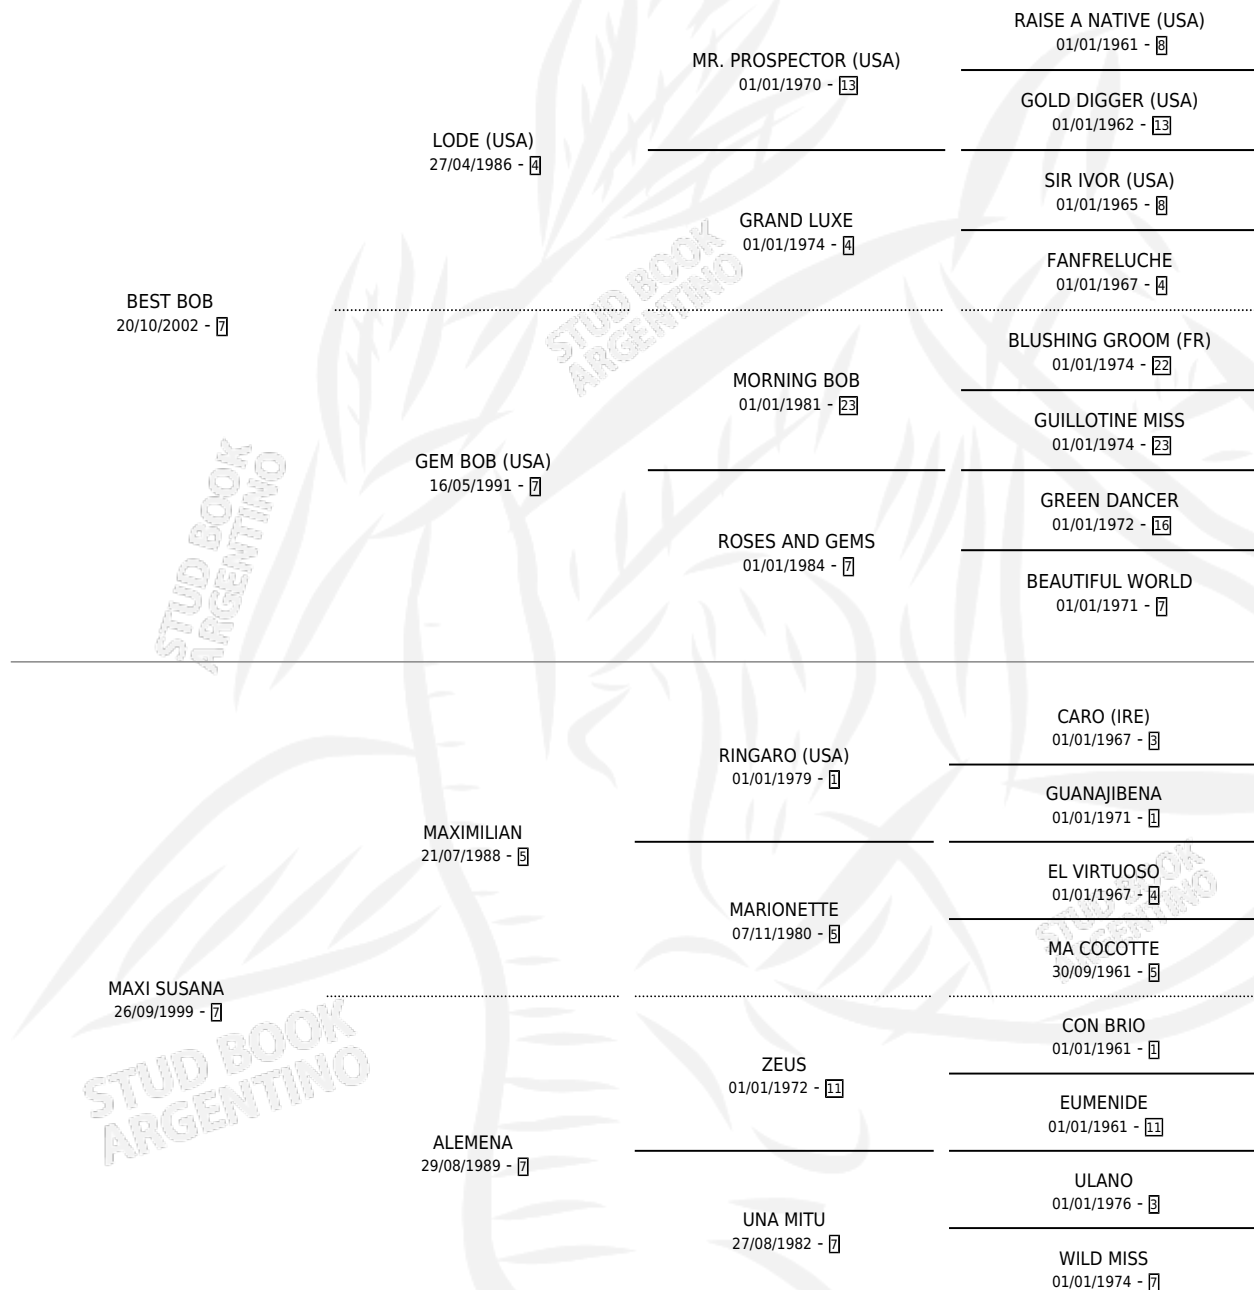 RAISE A NATIVE (USA)
01/01/1961 - 8
MR. PROSPECTOR (USA)
01/01/1970 - 13
GOLD DIGGER (USA)
01/01/1962 - 13
LODE (USA)
27/04/1986 - 4
SIR IVOR (USA)
01/01/1965 - 8
GRAND LUXE
01/01/1974 - 4
FANFRELUCHE
01/01/1967 - 4
BEST BOB
20/10/2002 - 7
BLUSHING GROOM (FR)
01/01/1974 - 22
MORNING BOB
01/01/1981 - 23
GUILLOTINE MISS
01/01/1974 - 23
GEM BOB (USA)
16/05/1991 - 7
GREEN DANCER
01/01/1972 - 16
ROSES AND GEMS
01/01/1984 - 7
BEAUTIFUL WORLD
01/01/1971 - 7
CARO (IRE)
01/01/1967 - 3
RINGARO (USA)
01/01/1979 - 1
GUANAJIBENA
01/01/1971 - 1
MAXIMILIAN
21/07/1988 - 5
EL VIRTUOSO
01/01/1967 - 4
MARIONETTE
07/11/1980 - 5
MA COCOTTE
30/09/1961 - 5
MAXI SUSANA
26/09/1999 - 7
CON BRIO
01/01/1961 - 1
ZEUS
01/01/1972 - 11
EUMENIDE
01/01/1961 - 11
ALEMENA
29/08/1989 - 7
ULANO
01/01/1976 - 3
UNA MITU
27/08/1982 - 7
WILD MISS
01/01/1974 - 7
STUD BOOK
ARGENTINO
STUD BOOK
ARGENTINO
STUD BOOK
ARGENTINO
STUD BOOK
ARGENTINO